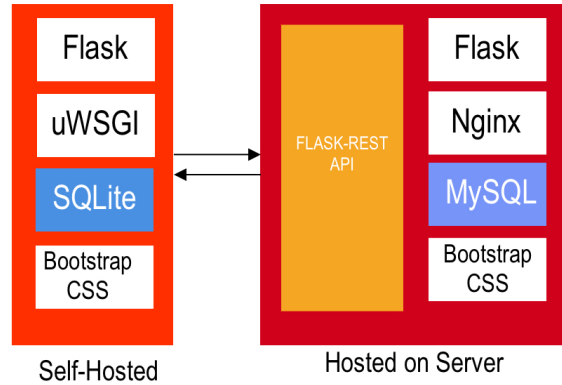 Flask
uWSGI
SQLite
Bootstrap
CSS
Self-Hosted
FLASK-REST
API
Flask
Nginx
MySQL
Bootstrap
CSS
Hosted on Server